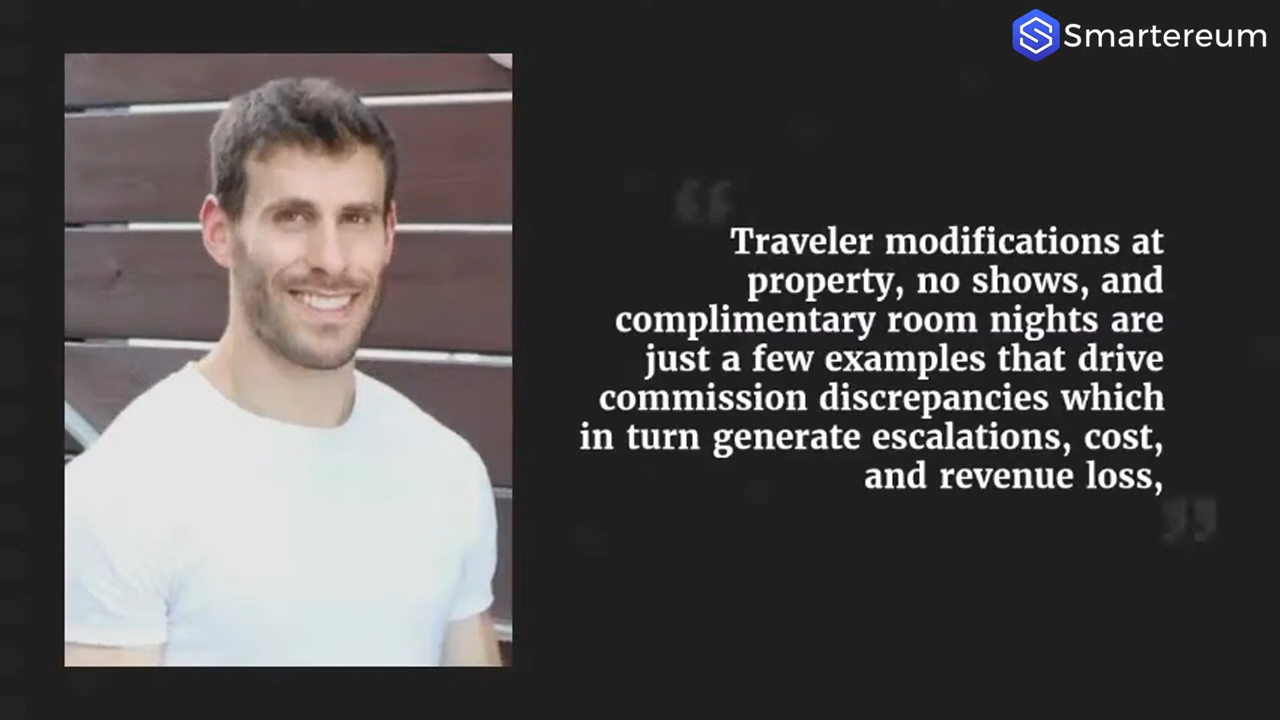 Smartereum
“
Traveler modifications at
property, no shows, and
complimentary room nights are
just a few examples that drive
commission discrepancies which
in turn generate escalations, cost,
and revenue loss,
”